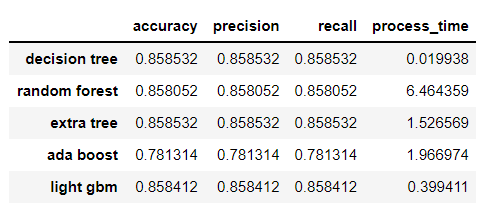 accuracy precision recall process_time
decision tree 0.858532 0.858532 0.858532 0.019938
random forest 0.858052 0.858052 0.858052 6.464359
extra tree 0.858532 0.858532 0.858532 1.526569
ada boost 0.781314 0.781314 0.781314 1.966974
light gbm 0.858412 0.858412 0.858412 0.399411